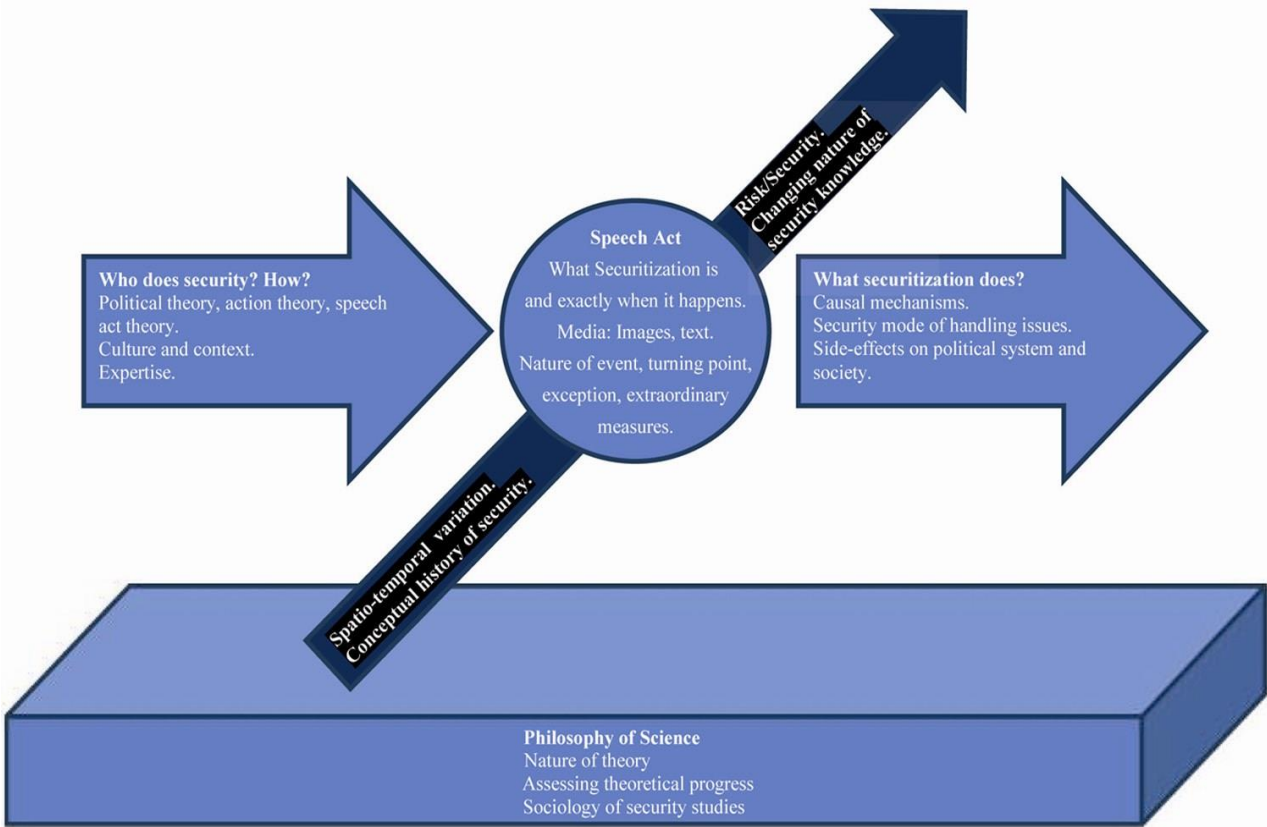 Risk/Security.
Changing nature of
security knowledge.
Who does security? How?
Political theory, action theory, speech
act theory.
Culture and context.
Expertise.
Speech Act
What Securitization is
and exactly when it happens.
Media: Images, text.
Nature of event, turning point,
exception, extraordinary
measures.
What securitization does?
Causal mechanisms.
Security mode of handling issues.
Side-effects on political system and
society.
Spatio-temporal variation.
Conceptual history of security.
Philosophy of Science
Nature of theory
Assessing theoretical progress
Sociology of security studies